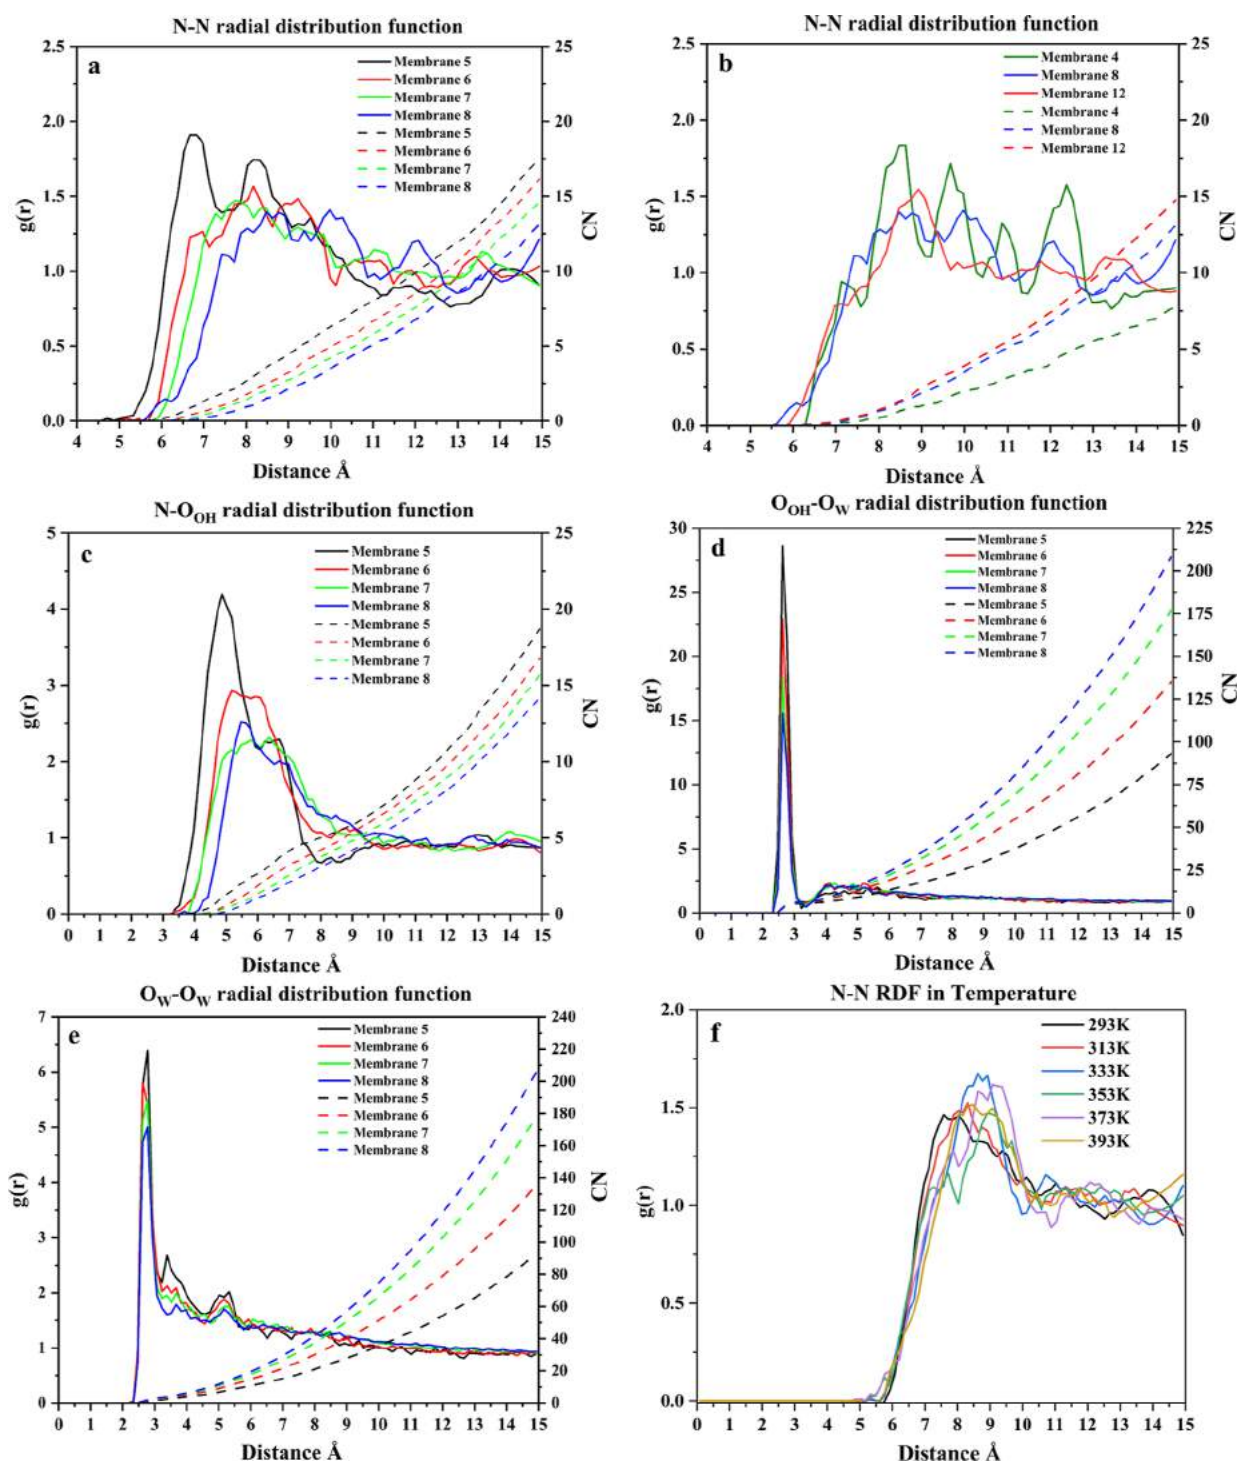 N-N radial distribution function
a
Membrane 5
Membrane 6
Membrane 7
Membrane 8
Membrane 5
Membrane 6
Membrane 7
Membrane 8
2.5
2.0
1.5
1.0
0.5
0.0
25
20
15
10
5
0
g(r)
CN
4 5 6 7 8 9 10 11 12 13 14 15
Distance Å
N-N radial distribution function
b
Membrane 4
Membrane 8
Membrane 12
Membrane 4
Membrane 8
Membrane 12
2.5
2.0
1.5
1.0
0.5
0.0
25
20
15
10
5
0
g(r)
CN
4 5 6 7 8 9 10 11 12 13 14 15
Distance Å
N-O_OH radial distribution function
c
Membrane 5
Membrane 6
Membrane 7
Membrane 8
Membrane 5
Membrane 6
Membrane 7
Membrane 8
5
4
3
2
1
0
25
20
15
10
5
0
g(r)
CN
0 1 2 3 4 5 6 7 8 9 10 11 12 13 14 15
Distance Å
O_OH-O_W radial distribution function
d
Membrane 5
Membrane 6
Membrane 7
Membrane 8
Membrane 5
Membrane 6
Membrane 7
Membrane 8
30
25
20
15
10
5
0
225
200
175
150
125
100
75
50
25
0
g(r)
CN
0 1 2 3 4 5 6 7 8 9 10 11 12 13 14 15
Distance Å
O_W-O_W radial distribution function
e
Membrane 5
Membrane 6
Membrane 7
Membrane 8
Membrane 5
Membrane 6
Membrane 7
Membrane 8
7
6
5
4
3
2
1
0
240
220
200
180
160
140
120
100
80
60
40
20
0
g(r)
CN
0 1 2 3 4 5 6 7 8 9 10 11 12 13 14 15
Distance Å
N-N RDF in Temperature
f
293K
313K
333K
353K
373K
393K
2.0
1.5
1.0
0.5
0.0
g(r)
0 1 2 3 4 5 6 7 8 9 10 11 12 13 14 15
Distance Å